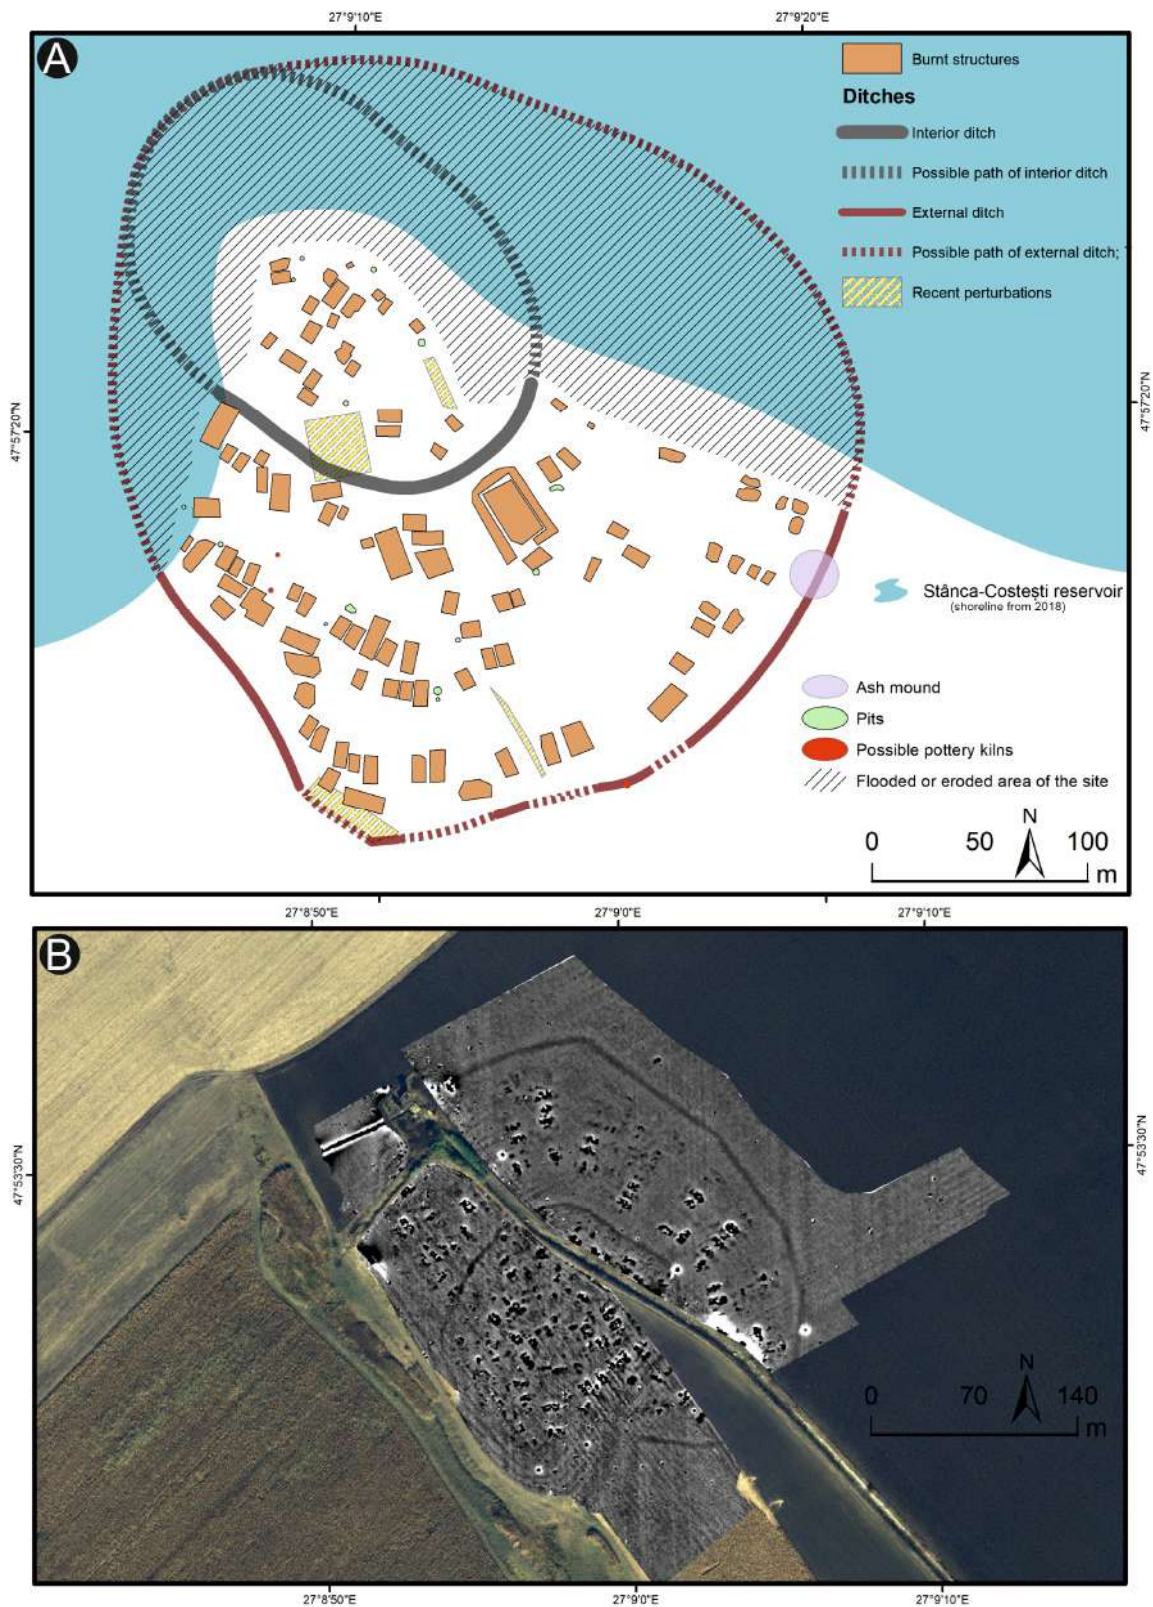 27°9'10"E
27°9'20"E
A
Burnt structures
Ditches
Interior ditch
Possible path of interior ditch
External ditch
Possible path of external ditch;
Recent perturbations
47°57'20"N
47°57'20"N
Stânca-Costești reservoir
(shoreline from 2018)
Ash mound
Pits
Possible pottery kilns
Flooded or eroded area of the site
N
0 50 100
m
27°8'50"E
27°9'0"E
27°9'10"E
B
47°53'30"N
47°53'30"N
N
0 70 140
m
27°8'50"E
27°9'0"E
27°9'10"E